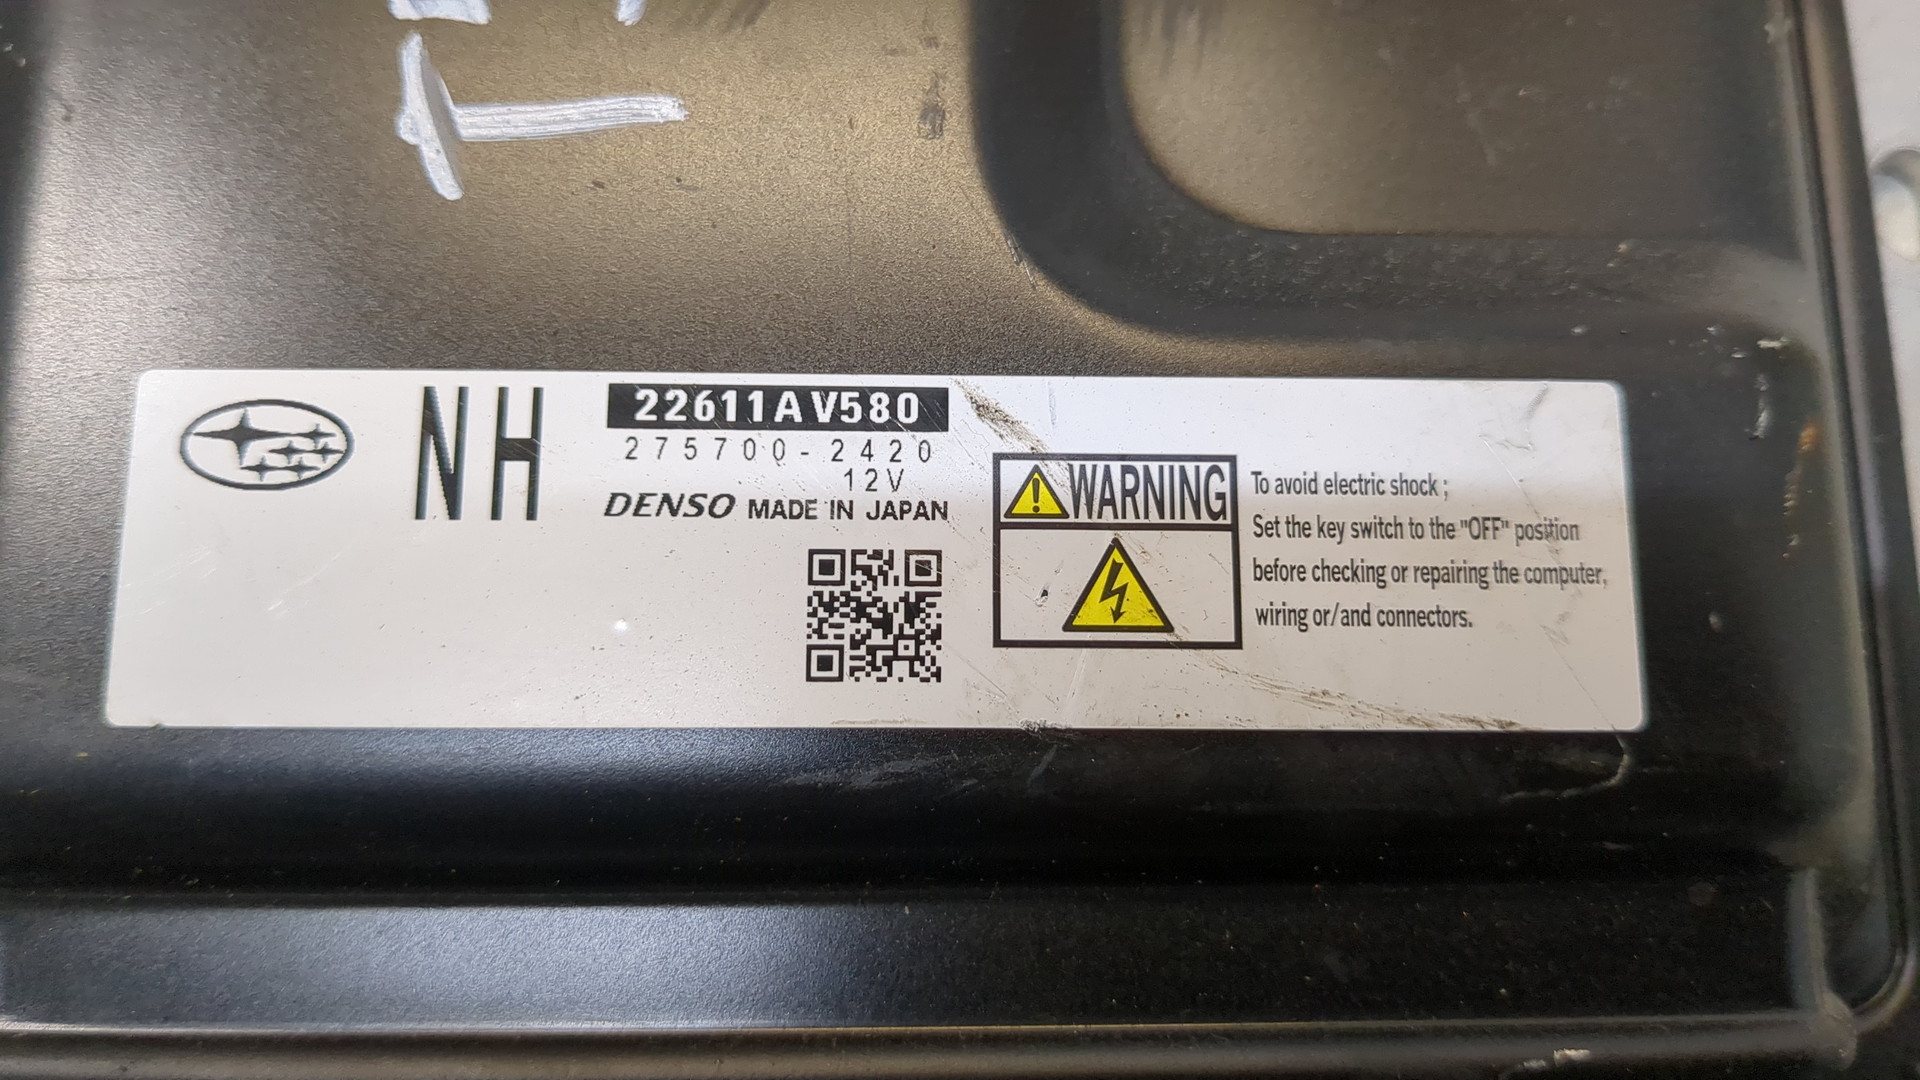 NH
22611AV580
275700-2420
12V
DENSO MADE IN JAPAN
WARNING
To avoid electric shock ;
Set the key switch to the "OFF" position
before checking or repairing the computer,
wiring or/and connectors.